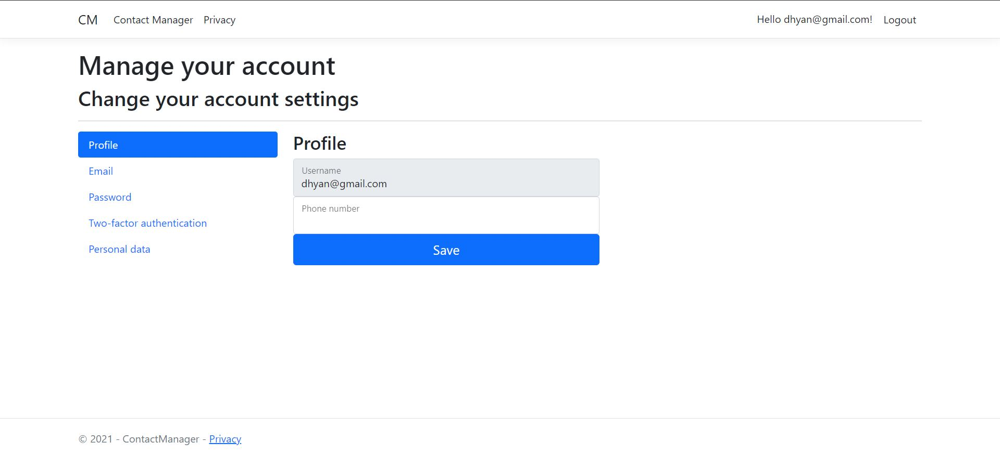 CM Contact Manager Privacy Hello dhyan@gmail.com! Logout
Manage your account
Change your account settings
Profile
Email
Password
Two-factor authentication
Personal data
Profile
Username
dhyan@gmail.com
Phone number
Save
© 2021 - ContactManager - Privacy